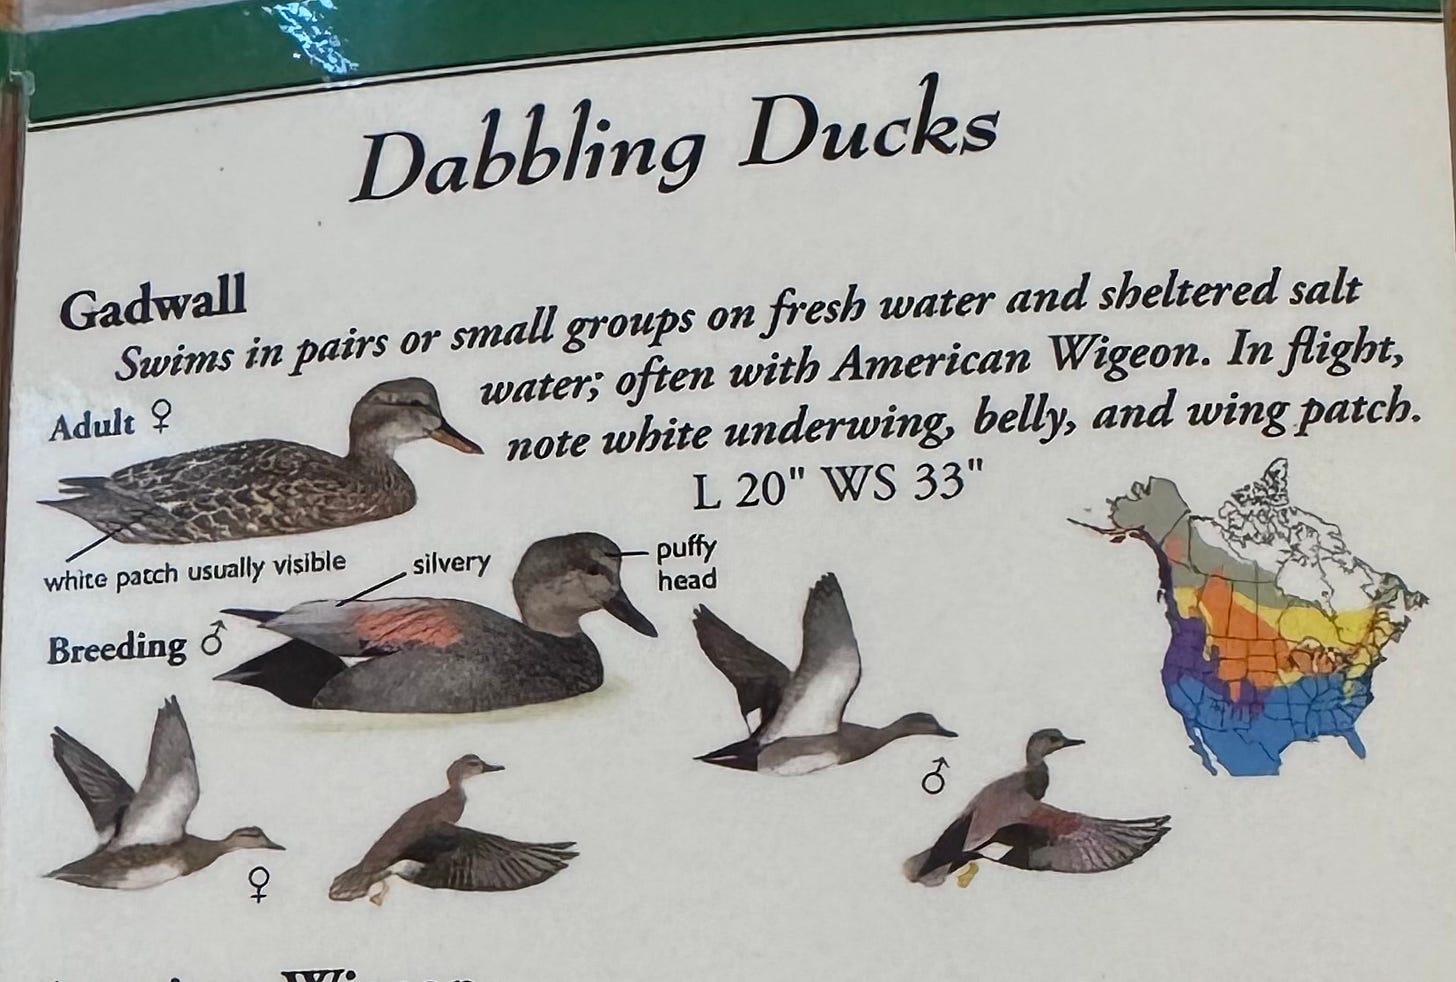 Dabbling Ducks
Gadwall
Swims in pairs or small groups on fresh water and sheltered salt
water; often with American Wigeon. In flight,
note white underwing, belly, and wing patch.
L 20" WS 33"
Adult ♀
white patch usually visible
silvery
puffy
head
Breeding ♂
♂
♀